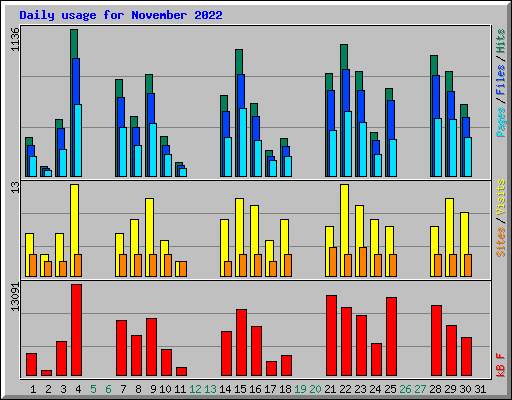 Daily usage for November 2022
1136
Pages / Files / Hits
13
Sites / Visits
13091
kB F
1 2 3 4 5 6 7 8 9 10 11 12 13 14 15 16 17 18 19 20 21 22 23 24 25 26 27 28 29 30 31